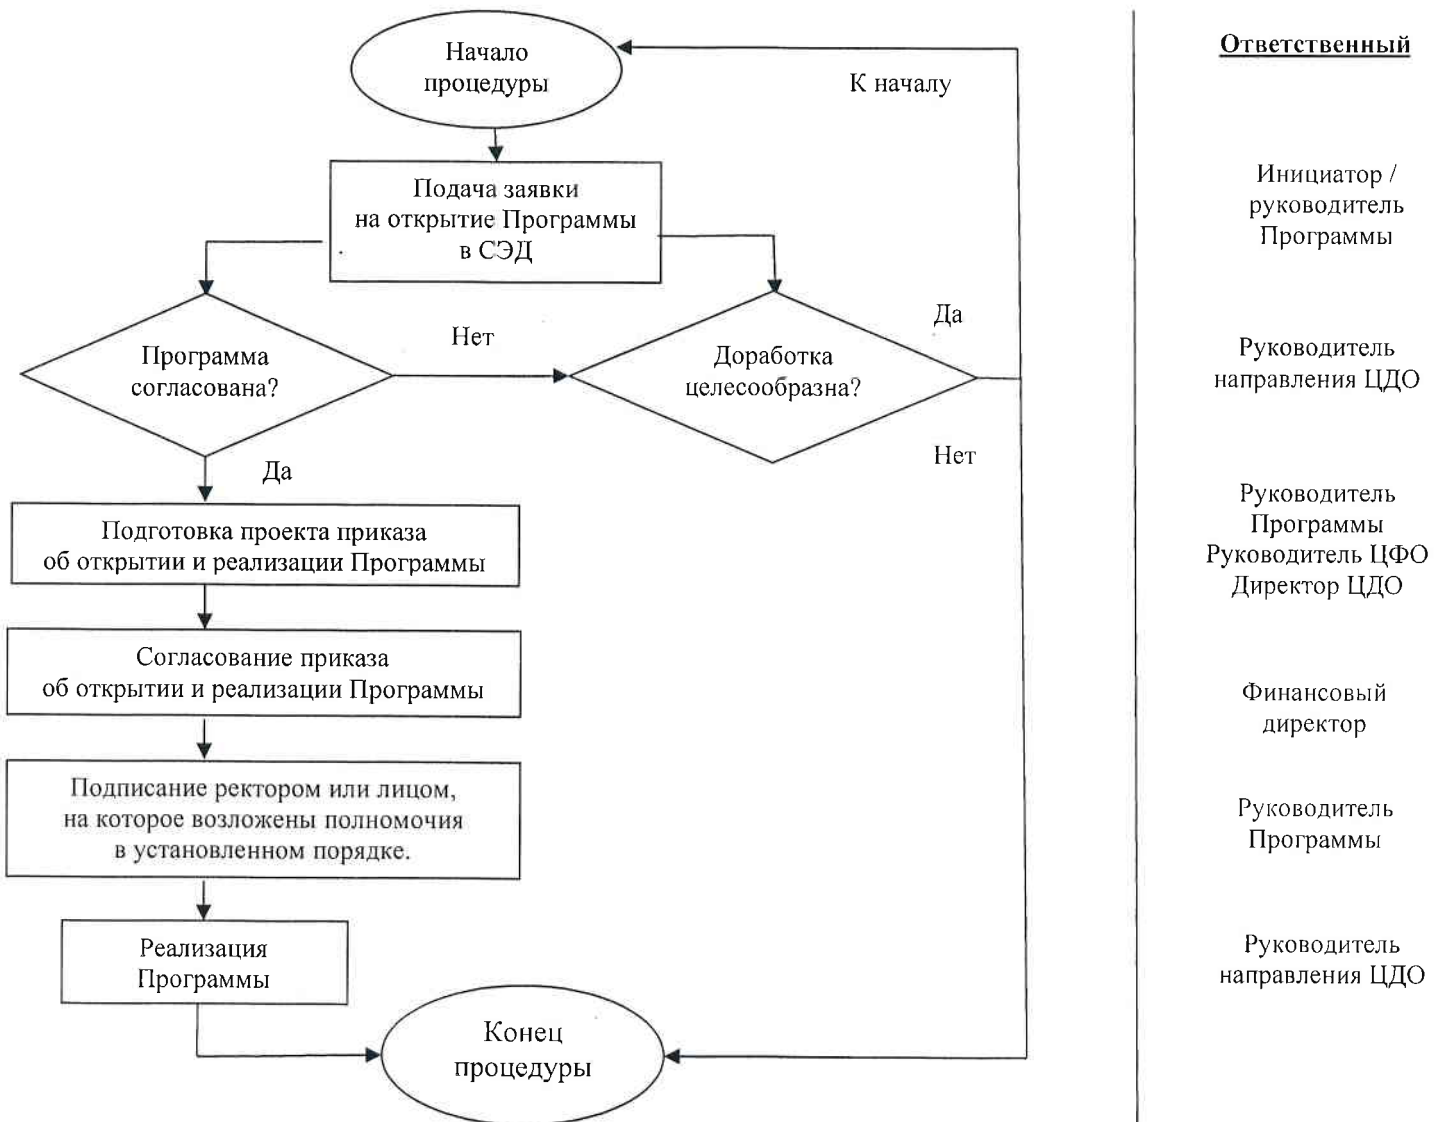 Начало
процедуры
К началу
Ответственный
Подача заявки
на открытие Программы
в СЭД
Инициатор /
руководитель
Программы
Программа
согласована?
Нет
Доработка
целесообразна?
Да
Нет
Руководитель
направления ЦДО
Да
Подготовка проекта приказа
об открытии и реализации Программы
Руководитель
Программы
Руководитель ЦФО
Директор ЦДО
Согласование приказа
об открытии и реализации Программы
Финансовый
директор
Подписание ректором или лицом,
на которое возложены полномочия
в установленном порядке.
Руководитель
Программы
Реализация
Программы
Руководитель
направления ЦДО
Конец
процедуры